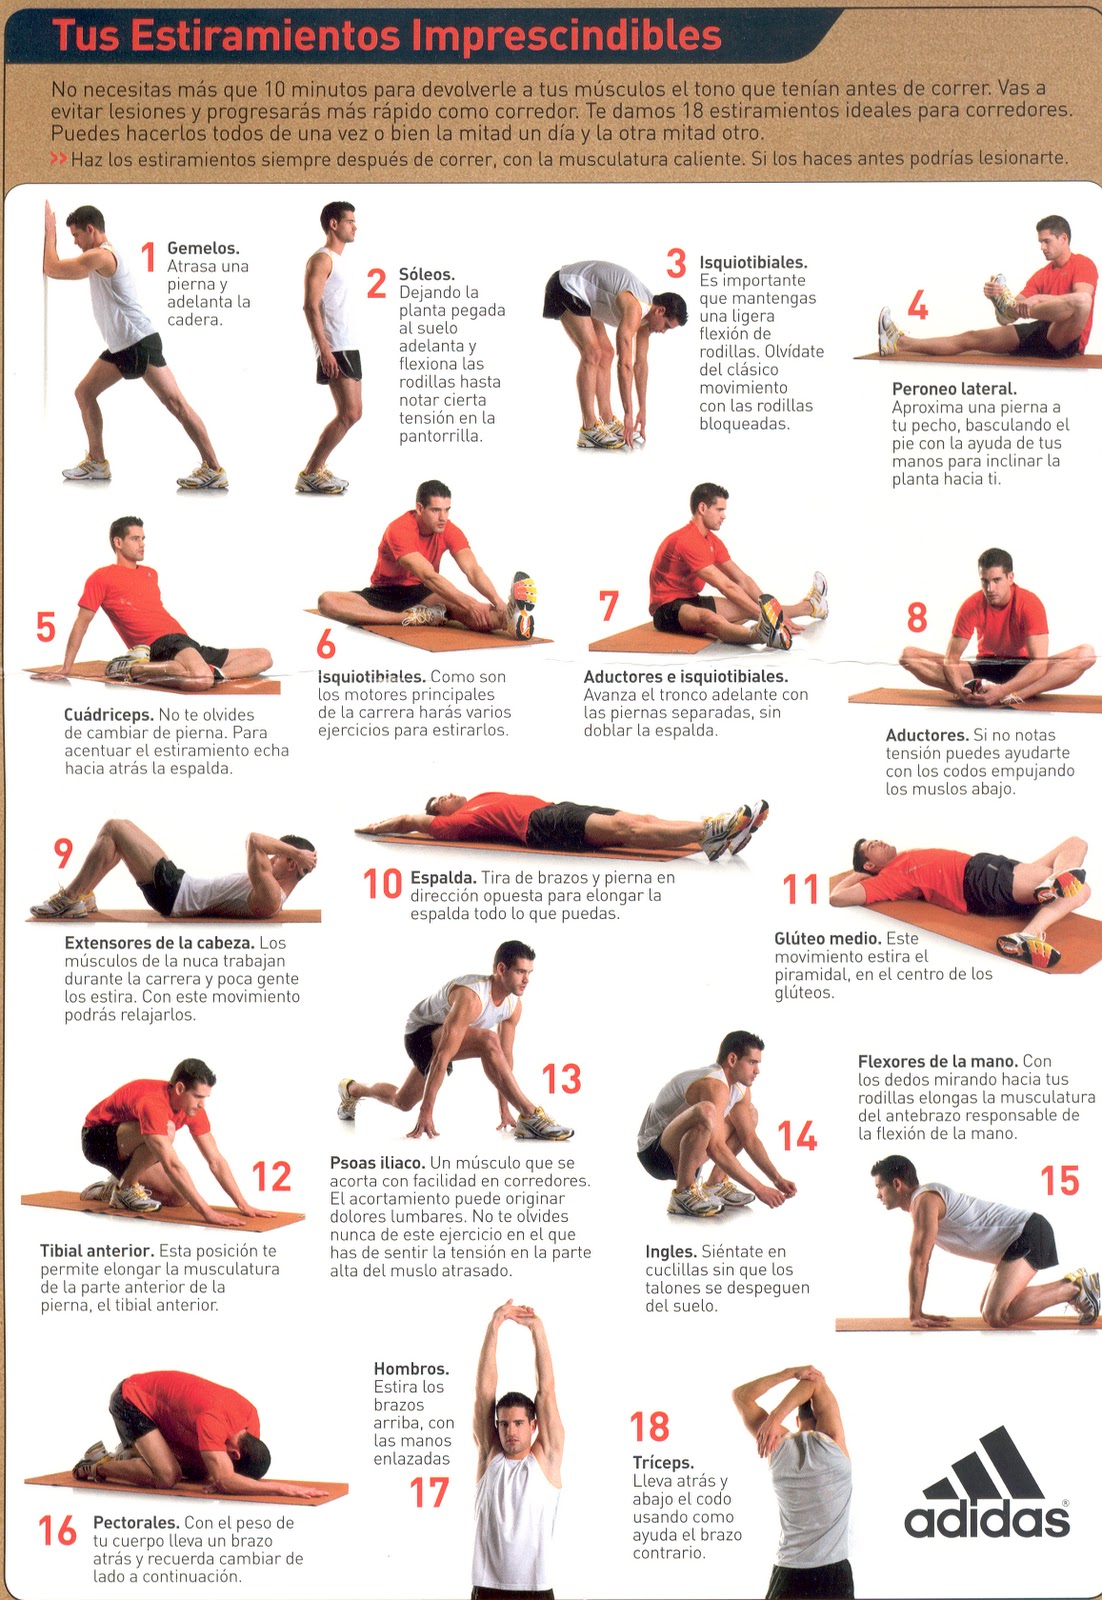 Tus Estiramientos Imprescindibles
No necesitas más que 10 minutos para devolverle a tus músculos el tono que tenían antes de correr. Vas a
evitar lesiones y progresarás más rápido como corredor. Te damos 18 estiramientos ideales para corredores.
Puedes hacerlos todos de una vez o bien la mitad un día y la otra mitad otro.
>> Haz los estiramientos siempre después de correr, con la musculatura caliente. Si los haces antes podrías lesionarte.
1
Gemelos.
Atrasa una
pierna y
adelanta la
cadera.
2
Sóleos.
Dejando la
planta pegada
al suelo
adelanta y
flexiona las
rodillas hasta
notar cierta
tensión en la
pantorrilla.
3
Isquiotibiales.
Es importante
que mantengas
una ligera
flexión de
rodillas. Olvídate
del clásico
movimiento
con las rodillas
bloqueadas.
4
Peroneo lateral.
Aproxima una pierna a
tu pecho, basculando el
pie con la ayuda de tus
manos para inclinar la
planta hacia ti.
5
Cuádriceps. No te olvides
de cambiar de pierna. Para
acentuar el estiramiento echa
hacia atrás la espalda.
6
Isquiotibiales. Como son
los motores principales
de la carrera harás varios
ejercicios para estirarlos.
7
Aductores e isquiotibiales.
Avanza el tronco adelante con
las piernas separadas, sin
doblar la espalda.
8
Aductores. Si no notas
tensión puedes ayudarte
con los codos empujando
los muslos abajo.
9
Extensores de la cabeza. Los
músculos de la nuca trabajan
durante la carrera y poca gente
los estira. Con este movimiento
podrás relajarlos.
10
Espalda. Tira de brazos y pierna en
dirección opuesta para elongar la
espalda todo lo que puedas.
11
Glúteo medio. Este
movimiento estira el
piramidal, en el centro de los
glúteos.
12
Tibial anterior. Esta posición te
permite elongar la musculatura
de la parte anterior de la
pierna, el tibial anterior.
13
Psoas iliaco. Un músculo que se
acorta con facilidad en corredores.
El acortamiento puede originar
dolores lumbares. No te olvides
nunca de este ejercicio en el que
has de sentir la tensión en la parte
alta del muslo atrasado.
14
Ingles. Siéntate en
cuclillas sin que los
talones se despeguen
del suelo.
Flexores de la mano. Con
los dedos mirando hacia tus
rodillas elongas la musculatura
del antebrazo responsable de
la flexión de la mano.
15
16
Pectorales. Con el peso de
tu cuerpo lleva un brazo
atrás y recuerda cambiar de
lado a continuación.
Hombros.
Estira los
brazos
arriba, con
las manos
enlazadas
17
18
Tríceps.
Lleva atrás y
abajo el codo
usando como
ayuda el brazo
contrario.
adidas®